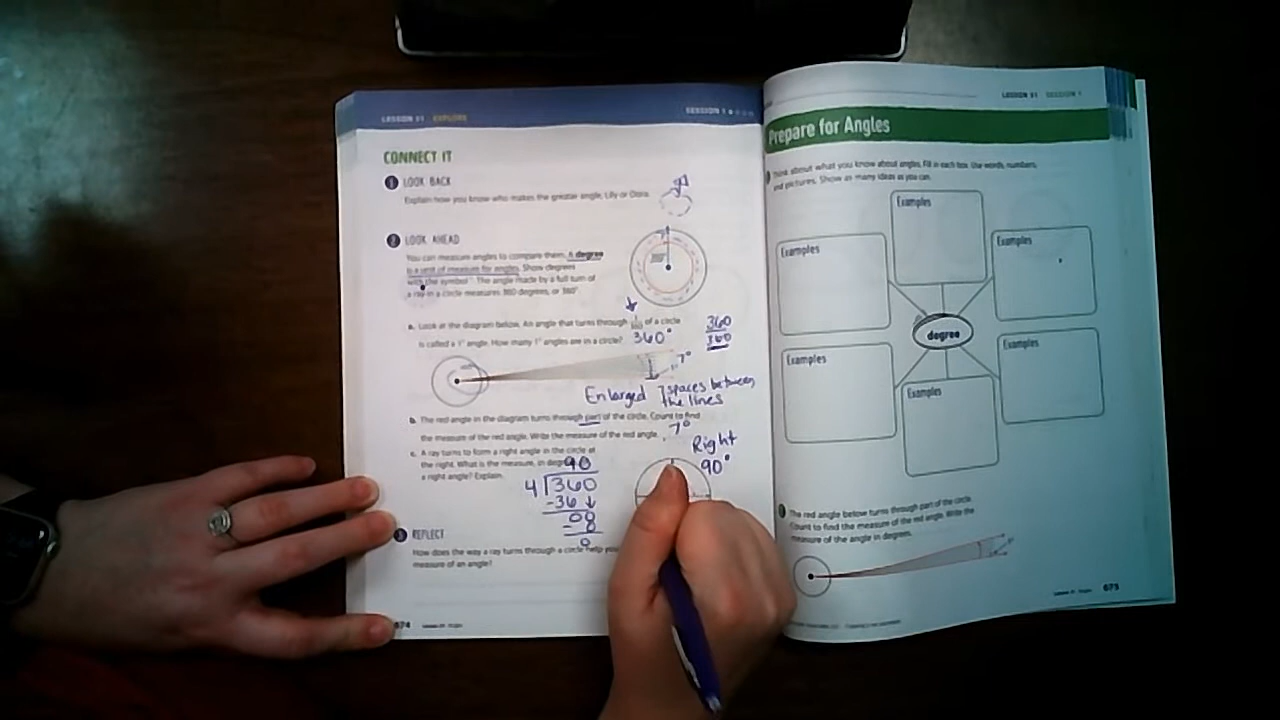 LESSON 31 EXPLORE
SESSION 1
CONNECT IT
1 LOOK BACK
Explain how you know who makes the greater angle, Lily or Dora.
2 LOOK AHEAD
You can measure angles to compare them. A degree
is a unit of measure for angles. Show degrees
with the symbol °. The angle made by a full turn of
a ray in a circle measures 360 degrees, or 360°.
a. Look at the diagram below. An angle that turns through 1/360 of a circle
is called a 1° angle. How many 1° angles are in a circle? 360°
360
360
7°
Enlarged
7 spaces between
the lines
b. The red angle in the diagram turns through part of the circle. Count to find
the measure of the red angle. Write the measure of the red angle. 7°
c. A ray turns to form a right angle in the circle at
the right. What is the measure, in
a right angle? Explain.
Right
90°
90
4 360
-36
-
0
3 REFLECT
How does the way a ray turns through a circle help you
measure of an angle?
674
LESSON 31 SESSION 1
Prepare for Angles
1 Think about what you know about angles. Fill in each box. Use words, numbers,
and pictures. Show as many ideas as you can.
Examples
Examples
Examples
degree
Examples
Examples
Examples
The red angle below turns through part of the circle.
Count to find the measure of the red angle. Write the
measure of the angle in degrees.
675